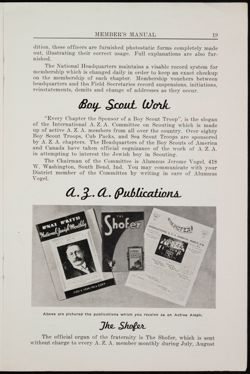 MEMBER'S MANUAL 19
dition, these officers are furnished photostatic forms completely made
out, illustrating their correct usage. Full explanations are also fur-
nished.
The National Headquarters maintains a visable record system for
membership which is changed daily in order to keep an exact checkup
on the membership of each chapter. Membership vouchers between
headquarters and the Field Secretaries record suspensions, initiations,
reinstatements, demits and change of addresses as they occur.
Boy Scout Work
"Every Chapter the Sponsor of a Boy Scout Troop", is the slogan
of the International A. Z. A. Committee on Scouting which is made
up of active A. Z. A. members from all over the country. Over eighty
Boy Scout Troops, Cub Packs, and Sea Scout Troops are sponsored
by A. Z. A. chapters. The Headquarters of the Boy Scouts of America
and Canada have taken official cognizance of the work of A. Z. A.
in attempting to interest the Jewish boy in Scouting.
The Chairman of the Committee is Alumnus Jerome Vogel, 428
W. Washington, South Bend, Ind. You may communicate with your
District member of the Committee by writing in care of Alumnus
Vogel.
A. Z. A. Publications
The
Shofer
Above are pictured the publications which you receive as an Active Aleph.
The Shofer
The official organ of the fraternity is The Shofer, which is sent
without charge to every A. Z. A. member monthly during July, August